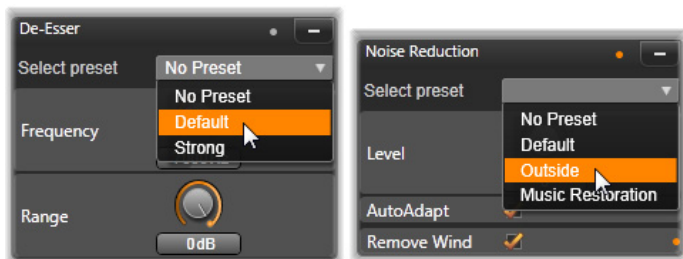 De-Esser
Select preset No Preset
No Preset
Default
Strong
Frequency
Range
0dB
Noise Reduction
Select preset
No Preset
Default
Outside
Music Restoration
Level
AutoAdapt
Remove Wind